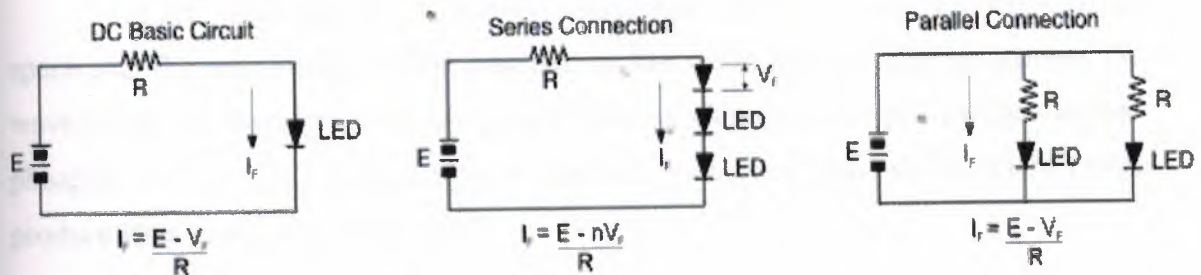 DC Basic Circuit
R
E
I_F
LED
I_F = E - V_F
R
Series Connection
R
V_F
LED
E
I_F
LED
I_F = E - nV_F
R
Parallel Connection
R
R
E
I_F
LED
LED
I_F = E - V_F
R